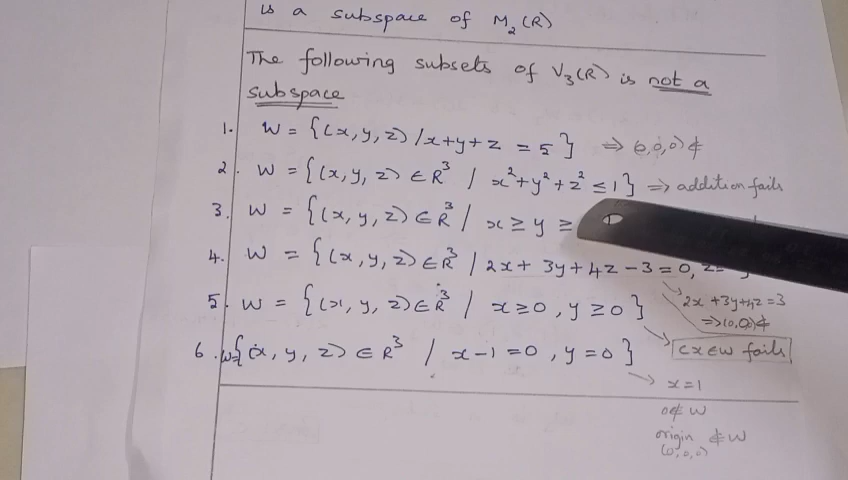 is a subspace of M₂(R)
The following subsets of V₃(R) is not a
subspace
1. W = {(x, y, z) / x+y+z = 5} ⇒ (0,0,0) ∉
2. W = {(x, y, z) ∈ R³ / x²+y²+z² ≤ 1} ⇒ addition fails
3. W = {(x, y, z) ∈ R³ / x ≥ y ≥
4. W = {(x, y, z) ∈ R³ / 2x + 3y + 4z - 3 = 0, z=
→ 2x + 3y + 4z = 3
⇒ (0,0,0) ∉
5. W = {(x, y, z) ∈ R³ / x ≥ 0, y ≥ 0}
→ cx ∈ W fails
6. W={(x, y, z) ∈ R³ / x - 1 = 0, y = 0}
→ x = 1
0 ∉ W
origin ∉ W
(0,0,0)